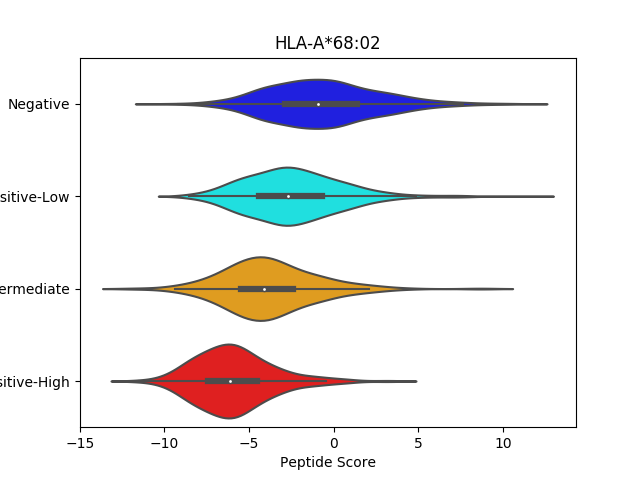 HLA-A*68:02
Negative
sitive-Low
ermediate
sitive-High
−15
−10
−5
0
5
10
Peptide Score